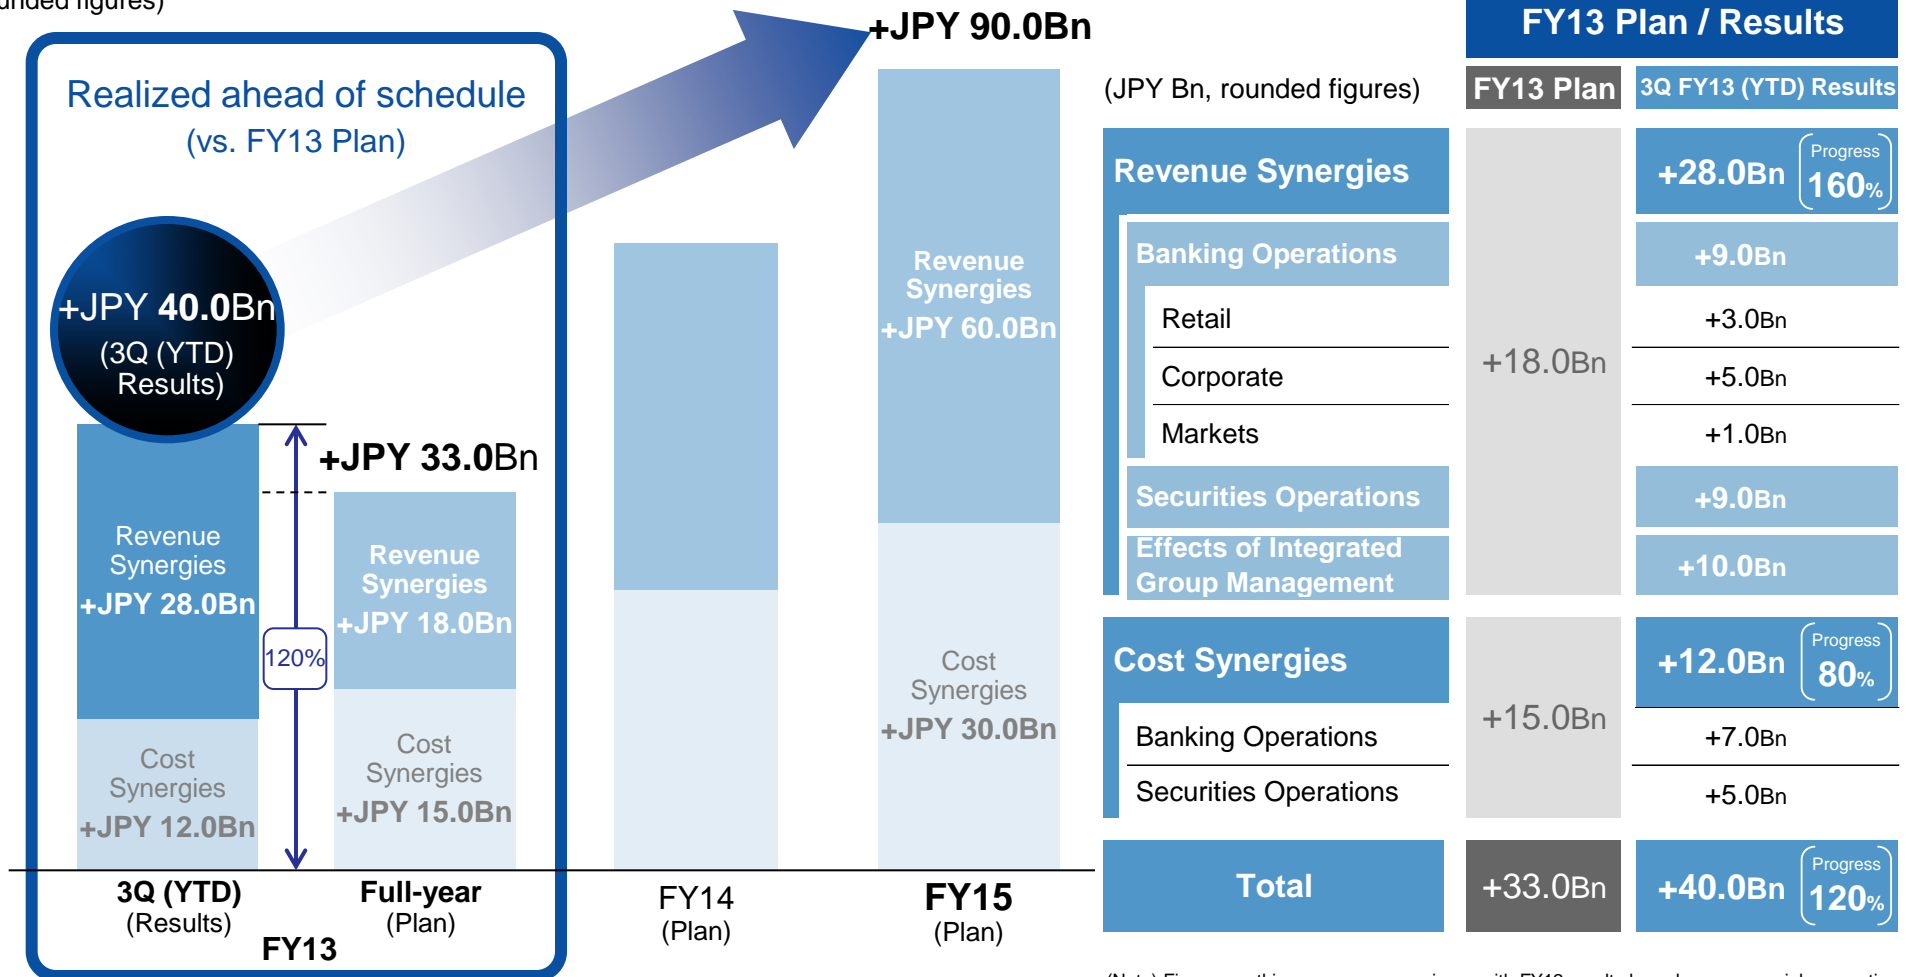 figures)
Realized ahead of schedule
(vs. FY13 Plan)
+JPY 40.0Bn
(3Q (YTD)
Results)
+JPY 33.0Bn
+JPY 90.0Bn
Revenue
Synergies
+JPY 28.0Bn
Cost
Synergies
+JPY 12.0Bn
120%
Revenue
Synergies
+JPY 18.0Bn
Cost
Synergies
+JPY 15.0Bn
Revenue
Synergies
+JPY 60.0Bn
Cost
Synergies
+JPY 30.0Bn
3Q (YTD)
(Results)
Full-year
(Plan)
FY13
FY14
(Plan)
FY15
(Plan)
FY13 Plan / Results
(JPY Bn, rounded figures) FY13 Plan 3Q FY13 (YTD) Results
Revenue Synergies +18.0Bn +28.0Bn Progress 160%
Banking Operations +9.0Bn
Retail +3.0Bn
Corporate +5.0Bn
Markets +1.0Bn
Securities Operations +9.0Bn
Effects of Integrated
Group Management +10.0Bn
Cost Synergies +15.0Bn +12.0Bn Progress 80%
Banking Operations +7.0Bn
Securities Operations +5.0Bn
Total +33.0Bn +40.0Bn Progress 120%